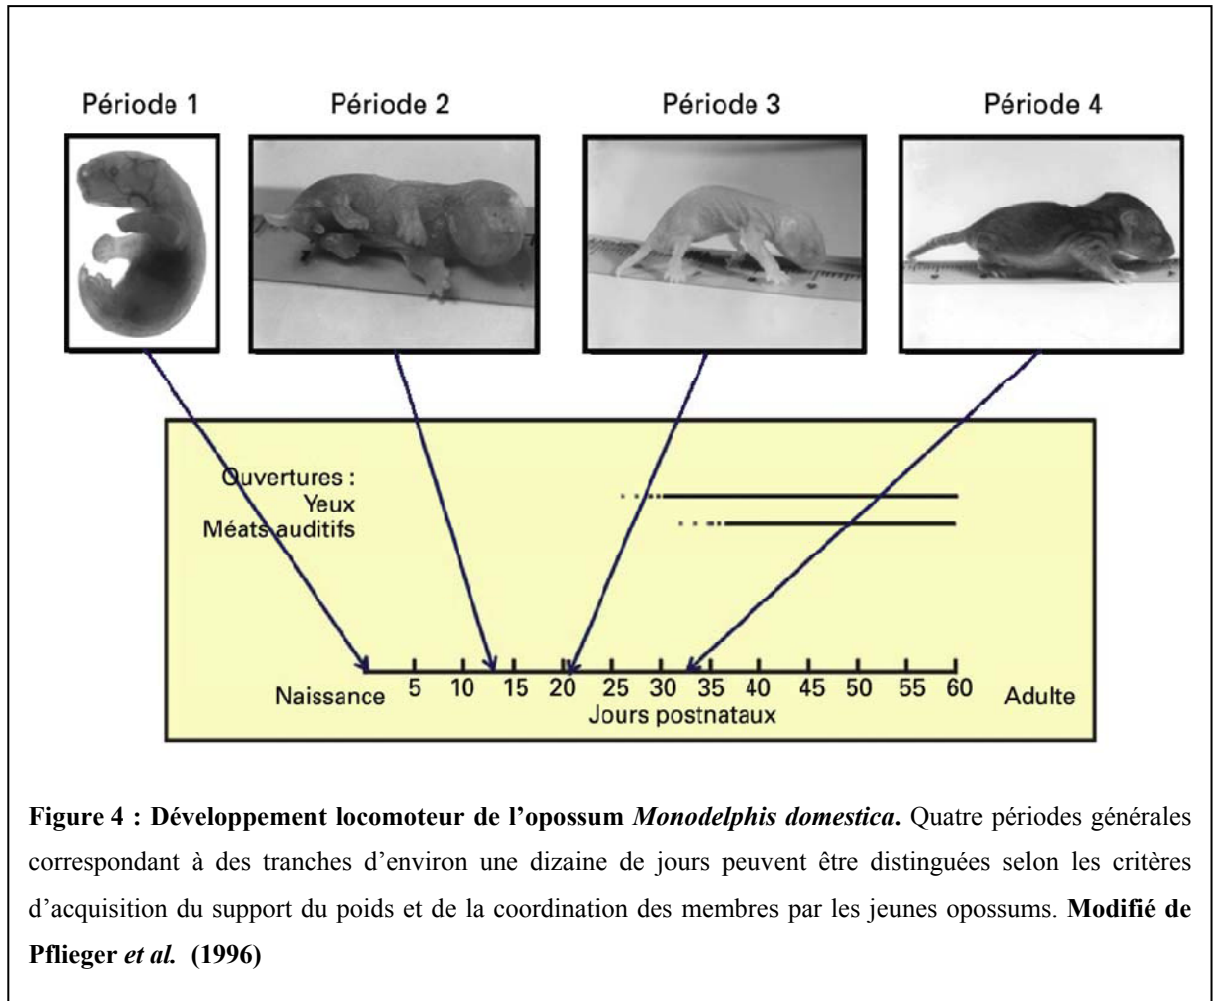 Période 1 Période 2 Période 3 Période 4
Ouvertures :
Yeux
Méats auditifs
Naissance 5 10 15 20 25 30 35 40 45 50 55 60 Adulte
Jours postnataux
Figure 4 : Développement locomoteur de l’opossum Monodelphis domestica. Quatre périodes générales
correspondant à des tranches d’environ une dizaine de jours peuvent être distinguées selon les critères
d’acquisition du support du poids et de la coordination des membres par les jeunes opossums. Modifié de
Pflieger et al. (1996)